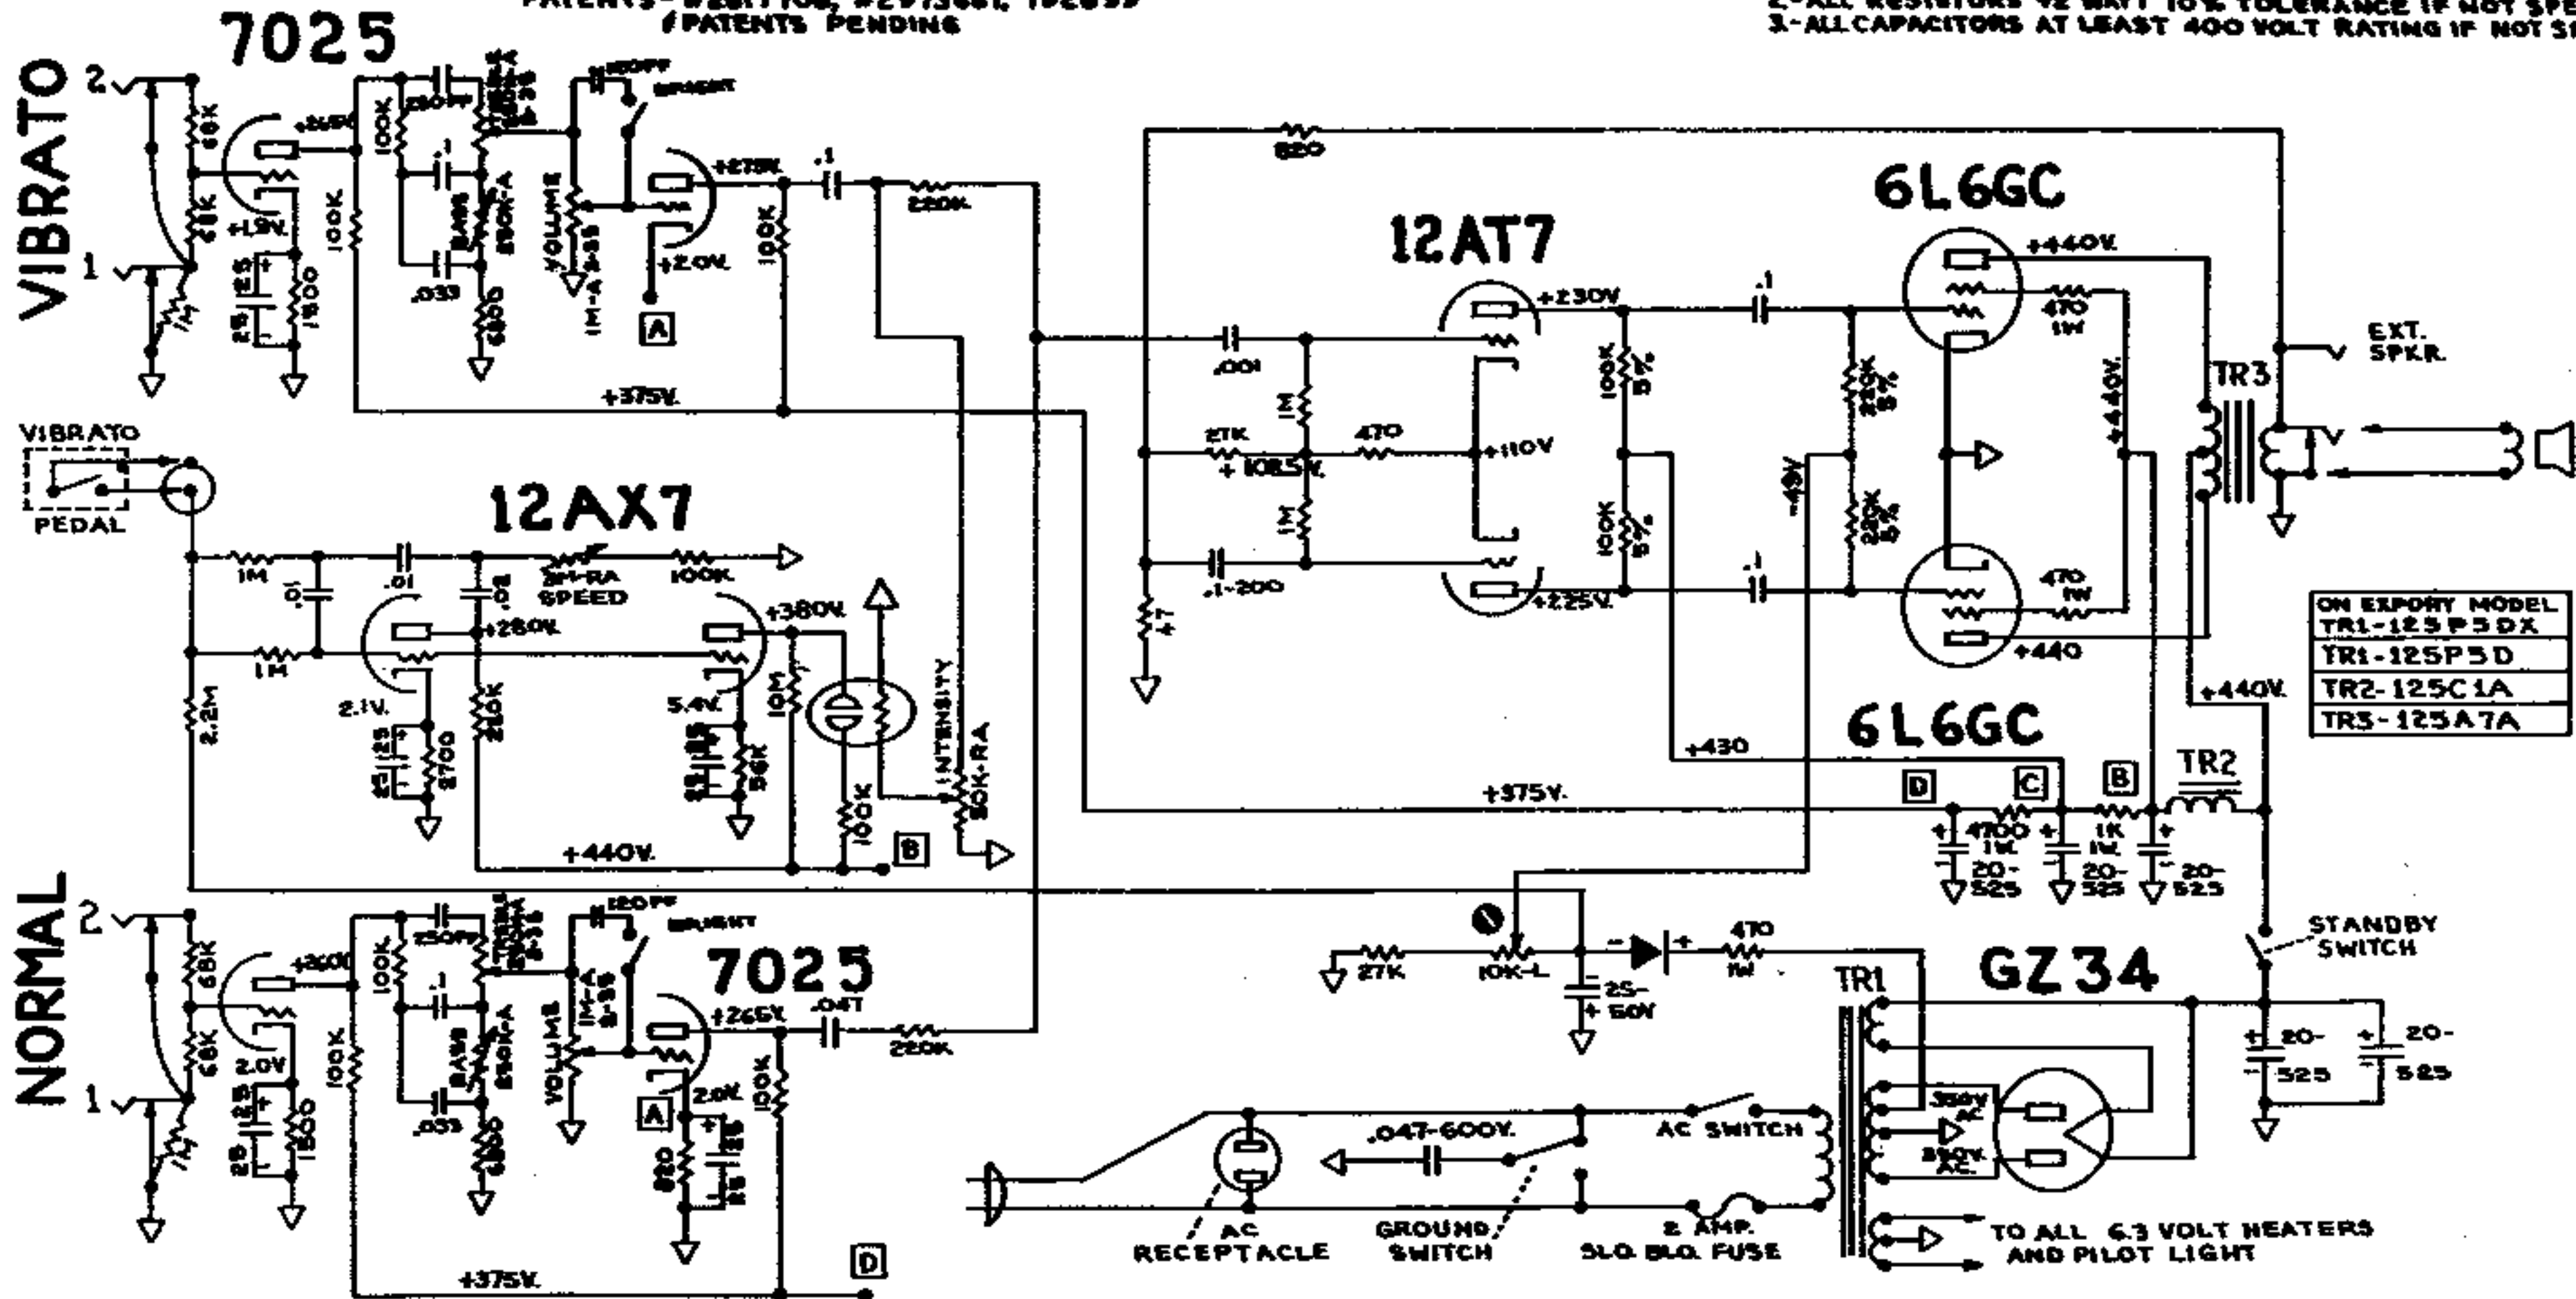 /PATENTS PENDING
3-ALL CAPACITORS AT LEAST 400 VOLT RATING IF NOT
7025
VIBRATO
2
68K
68K
1
+1.9V.
25
25
1500
100K
100K
250PF
.1
BASS
250K-A
.033
6800
VOLUME
1M-A
+275V.
+2.0V.
A
100K
.1
220K
+375V.
VIBRATO
PEDAL
12AX7
1M
.01
.02
SPEED
100K
1M
2.2M
+280V.
2.1V.
25
25
2700
220K
+380V.
5.4V.
56K
10M
100K
INTENSITY
50K-RA
+440V.
B
820
12AT7
+230V
.001
1M
27K
470
+110V
1M
.1-200
+225V.
47
100K
5%
100K
5%
.1
.1
-49V
220K
5%
220K
5%
6L6GC
+440V.
470
1W
+440V.
470
1W
+440
6L6GC
EXT.
SPKR.
TR3
ON EXPORT MODEL
TR1-125P5DX
TR1-125P5D
TR2-125C1A
TR3-125A7A
+440V.
+430
+375V.
D
C
B
TR2
4700
1W
1K
1W
20-
525
20-
525
20-
525
STANDBY
SWITCH
NORMAL
2
68K
68K
1
2.0V
25
25
1500
100K
100K
250PF
.1
BASS
250K-A
.033
6800
120PF
VOLUME
1M-A
7025
+265V.
.047
220K
2.0V.
A
820
25
25
100K
+375V.
D
27K
10K-L
25-
50V
470
1W
TR1
GZ34
350V
AC.
350V.
AC.
20-
525
20-
525
.047-600V.
AC SWITCH
AC
RECEPTACLE
GROUND
SWITCH
2 AMP.
SLO. BLO. FUSE
TO ALL 6.3 VOLT HEATERS
AND PILOT LIGHT